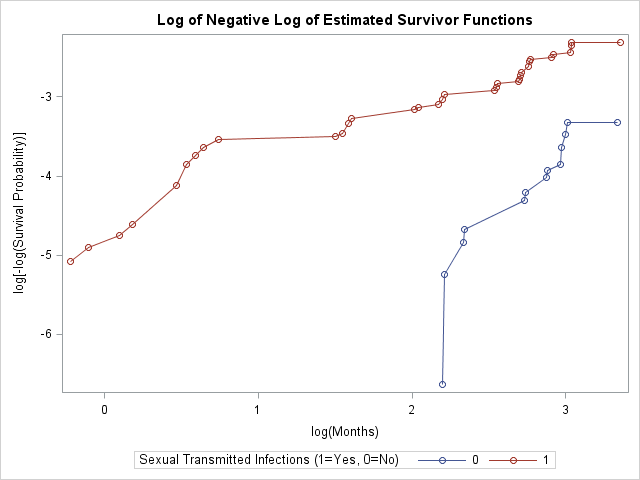 Log of Negative Log of Estimated Survivor Functions
log[-log(Survival Probability)]
-3
-4
-5
-6
0 1 2 3
log(Months)
Sexual Transmitted Infections (1=Yes, 0=No) 0 1